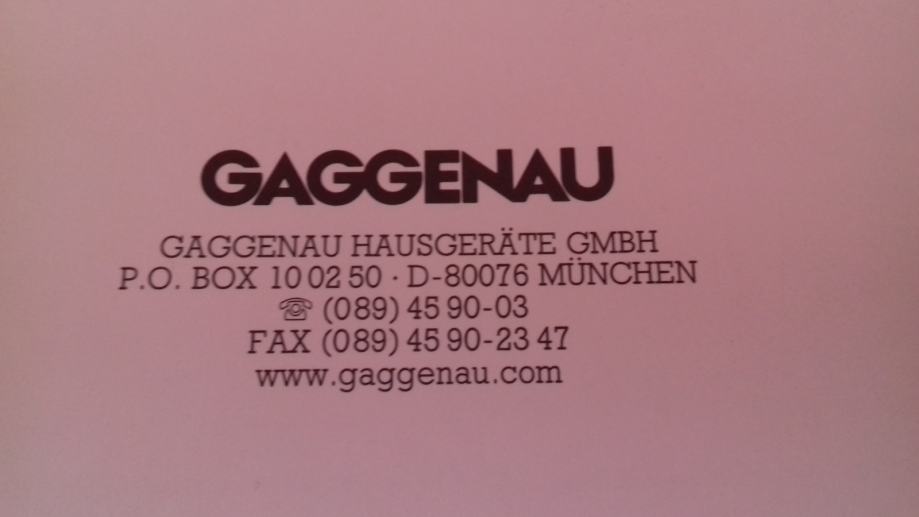 GAGGENAU
GAGGENAU HAUSGERÄTE GMBH
P.O. BOX 10 02 50 · D-80076 MÜNCHEN
☏ (089) 45 90-03
FAX (089) 45 90-23 47
www.gaggenau.com